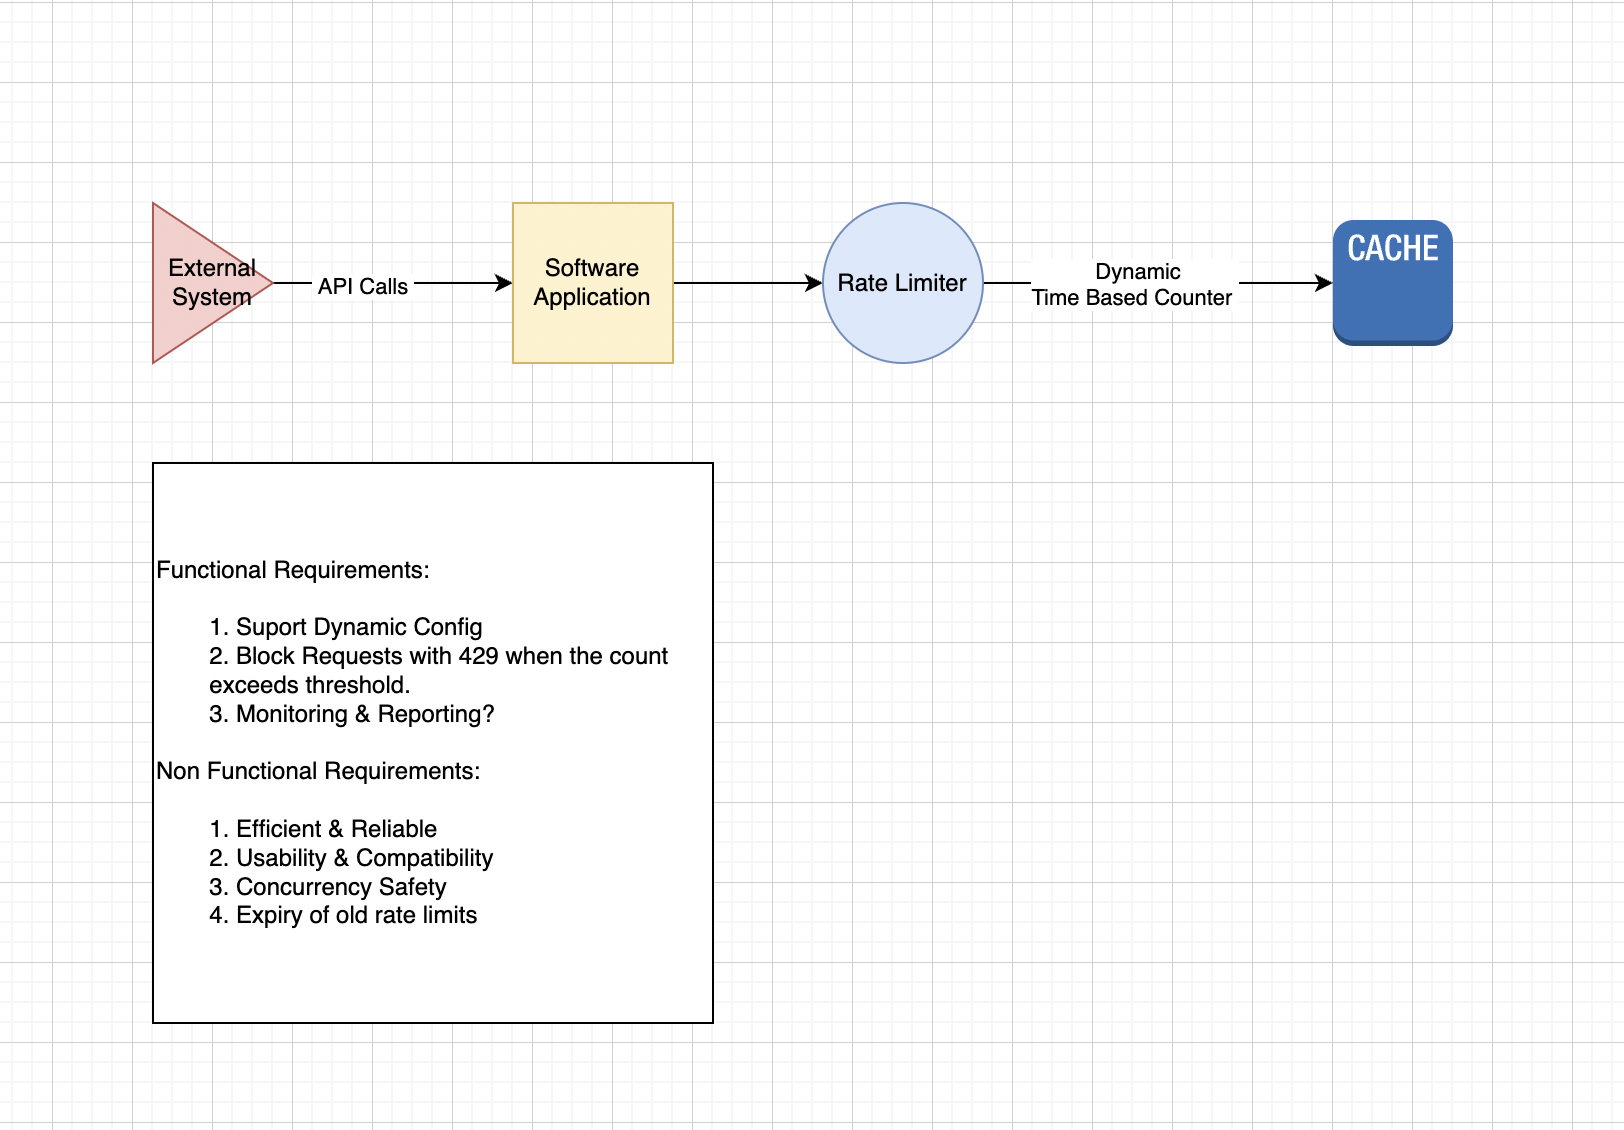 External
System
API Calls
Software
Application
Rate Limiter
Dynamic
Time Based Counter
CACHE
Functional Requirements:
1. Suport Dynamic Config
2. Block Requests with 429 when the count
exceeds threshold.
3. Monitoring & Reporting?
Non Functional Requirements:
1. Efficient & Reliable
2. Usability & Compatibility
3. Concurrency Safety
4. Expiry of old rate limits